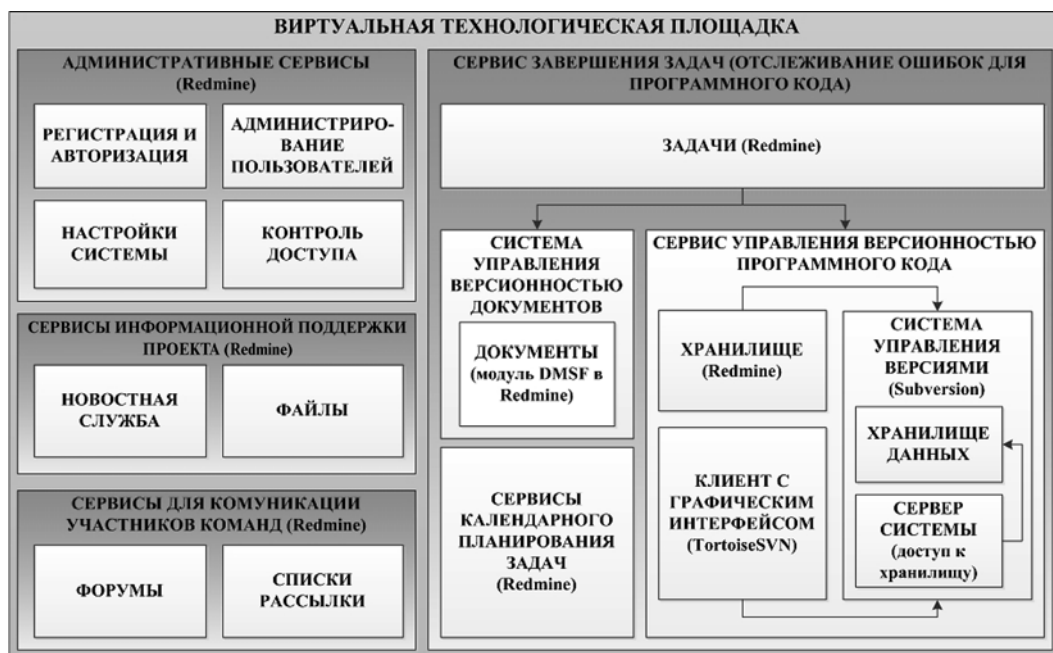 ВИРТУАЛЬНАЯ ТЕХНОЛОГИЧЕСКАЯ ПЛОЩАДКА
АДМИНИСТРАТИВНЫЕ СЕРВИСЫ
(Redmine)
РЕГИСТРАЦИЯ И
АВТОРИЗАЦИЯ
АДМИНИСТРИРО-
ВАНИЕ
ПОЛЬЗОВАТЕЛЕЙ
НАСТРОЙКИ
СИСТЕМЫ
КОНТРОЛЬ
ДОСТУПА
СЕРВИСЫ ИНФОРМАЦИОННОЙ ПОДДЕРЖКИ
ПРОЕКТА (Redmine)
НОВОСТНАЯ
СЛУЖБА
ФАЙЛЫ
СЕРВИСЫ ДЛЯ КОМУНИКАЦИИ
УЧАСТНИКОВ КОМАНД (Redmine)
ФОРУМЫ
СПИСКИ
РАССЫЛКИ
СЕРВИС ЗАВЕРШЕНИЯ ЗАДАЧ (ОТСЛЕЖИВАНИЕ ОШИБОК ДЛЯ
ПРОГРАММНОГО КОДА)
ЗАДАЧИ (Redmine)
СИСТЕМА
УПРАВЛЕНИЯ
ВЕРСИОННОСТЬЮ
ДОКУМЕНТОВ
ДОКУМЕНТЫ
(модуль DMSF в
Redmine)
СЕРВИСЫ
КАЛЕНДАРНОГО
ПЛАНИРОВАНИЯ
ЗАДАЧ
(Redmine)
СЕРВИС УПРАВЛЕНИЯ ВЕРСИОННОСТЬЮ
ПРОГРАММНОГО КОДА
ХРАНИЛИЩЕ
(Redmine)
КЛИЕНТ С
ГРАФИЧЕСКИМ
ИНТЕРФЕЙСОМ
(TortoiseSVN)
СИСТЕМА
УПРАВЛЕНИЯ
ВЕРСИЯМИ
(Subversion)
ХРАНИЛИЩЕ
ДАННЫХ
СЕРВЕР
СИСТЕМЫ
(доступ к
хранилищу)